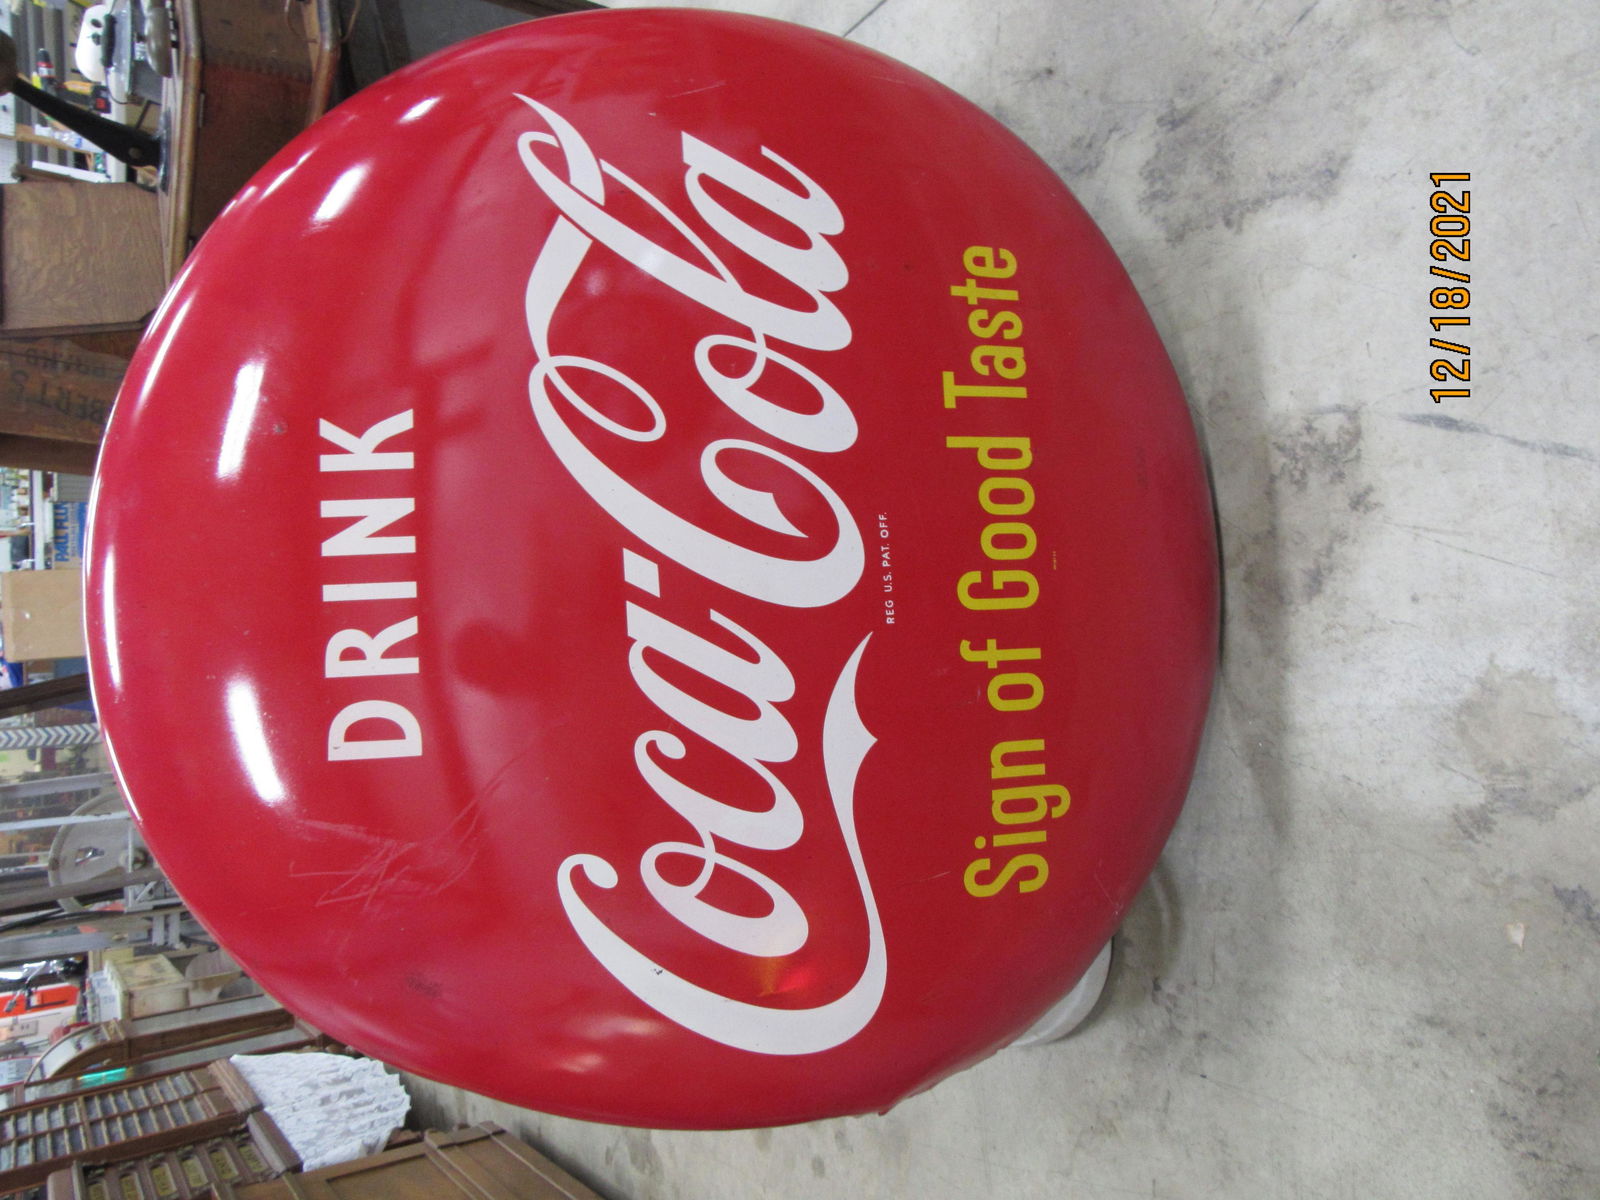 DRINK
Coca-Cola
REG U.S. PAT. OFF.
Sign of Good Taste
12/18/2021